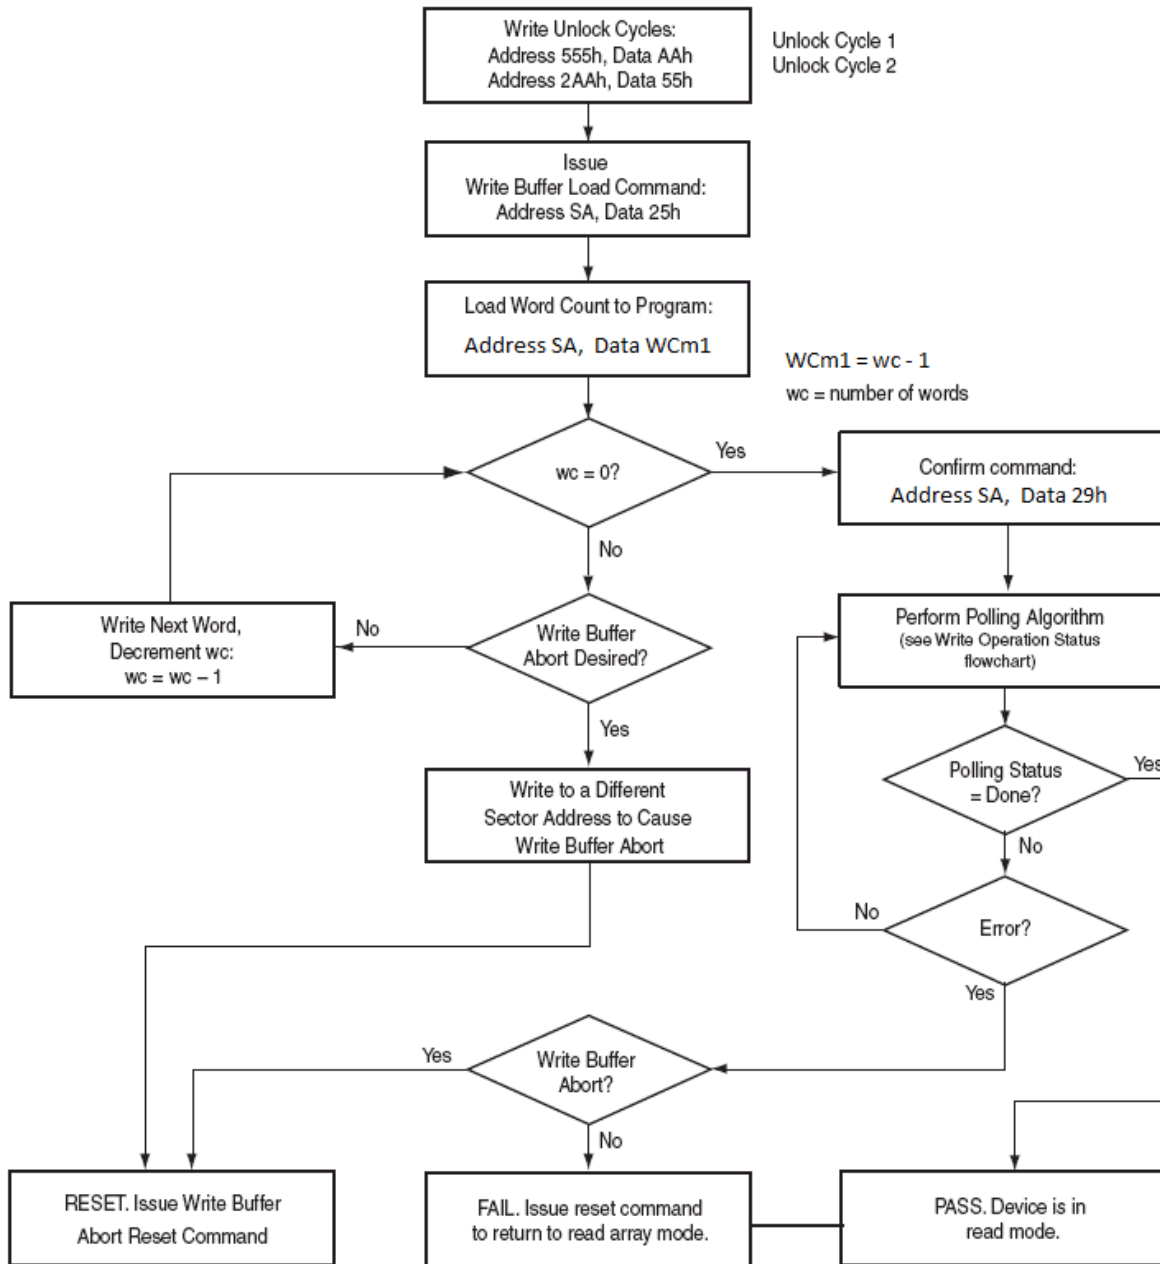 Write Unlock Cycles:
Address 555h, Data AAh
Address 2AAh, Data 55h
Unlock Cycle 1
Unlock Cycle 2
Issue
Write Buffer Load Command:
Address SA, Data 25h
Load Word Count to Program:
Address SA, Data WCm1
WCm1 = wc - 1
wc = number of words
wc = 0?
Yes
Confirm command:
Address SA, Data 29h
No
Write Next Word,
Decrement wc:
wc = wc – 1
No
Write Buffer
Abort Desired?
Perform Polling Algorithm
(see Write Operation Status
flowchart)
Yes
Write to a Different
Sector Address to Cause
Write Buffer Abort
Polling Status
= Done?
Yes
No
No
Error?
Yes
Yes
Write Buffer
Abort?
No
RESET. Issue Write Buffer
Abort Reset Command
FAIL. Issue reset command
to return to read array mode.
PASS. Device is in
read mode.